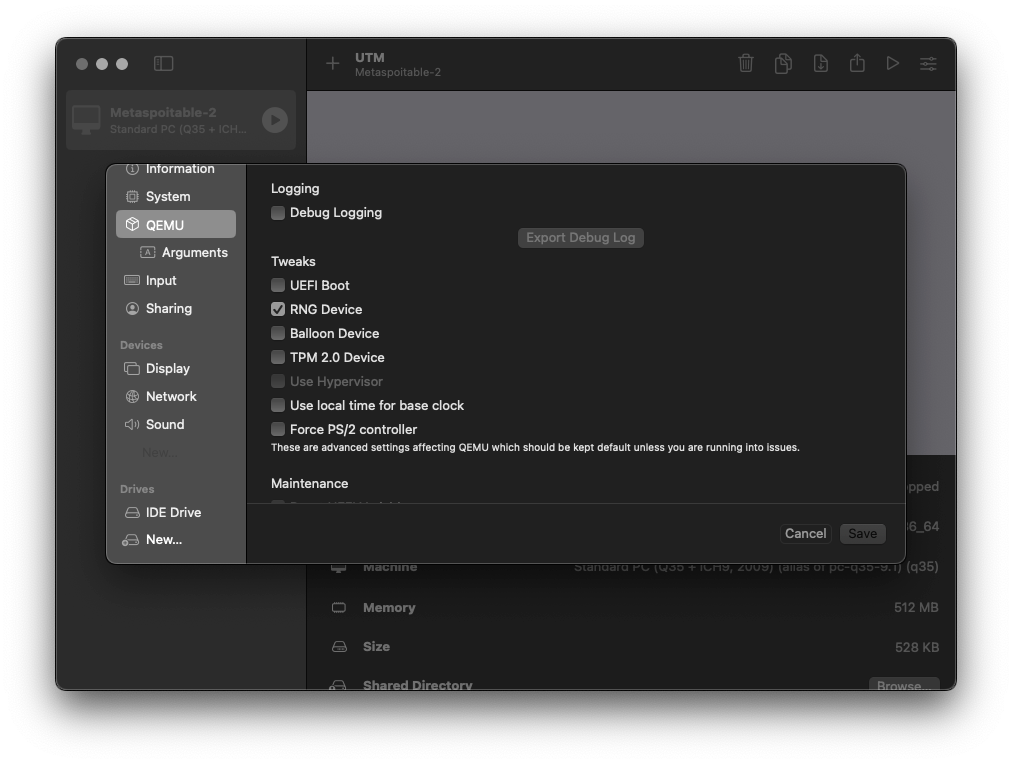 UTM
Metaspoitable-2
Metaspoitable-2
Standard PC (Q35 + ICH...
Information
System
QEMU
Arguments
Input
Sharing
Devices
Display
Network
Sound
New...
Drives
IDE Drive
New...
Logging
Debug Logging
Export Debug Log
Tweaks
UEFI Boot
RNG Device
Balloon Device
TPM 2.0 Device
Use Hypervisor
Use local time for base clock
Force PS/2 controller
These are advanced settings affecting QEMU which should be kept default unless you are running into issues.
Maintenance
Cancel
Save
opped
6_64
Machine
Standard PC (Q35 + ICH9, 2009) (alias of pc-q35-9.1) (q35)
Memory
512 MB
Size
528 KB
Shared Directory
Browse...